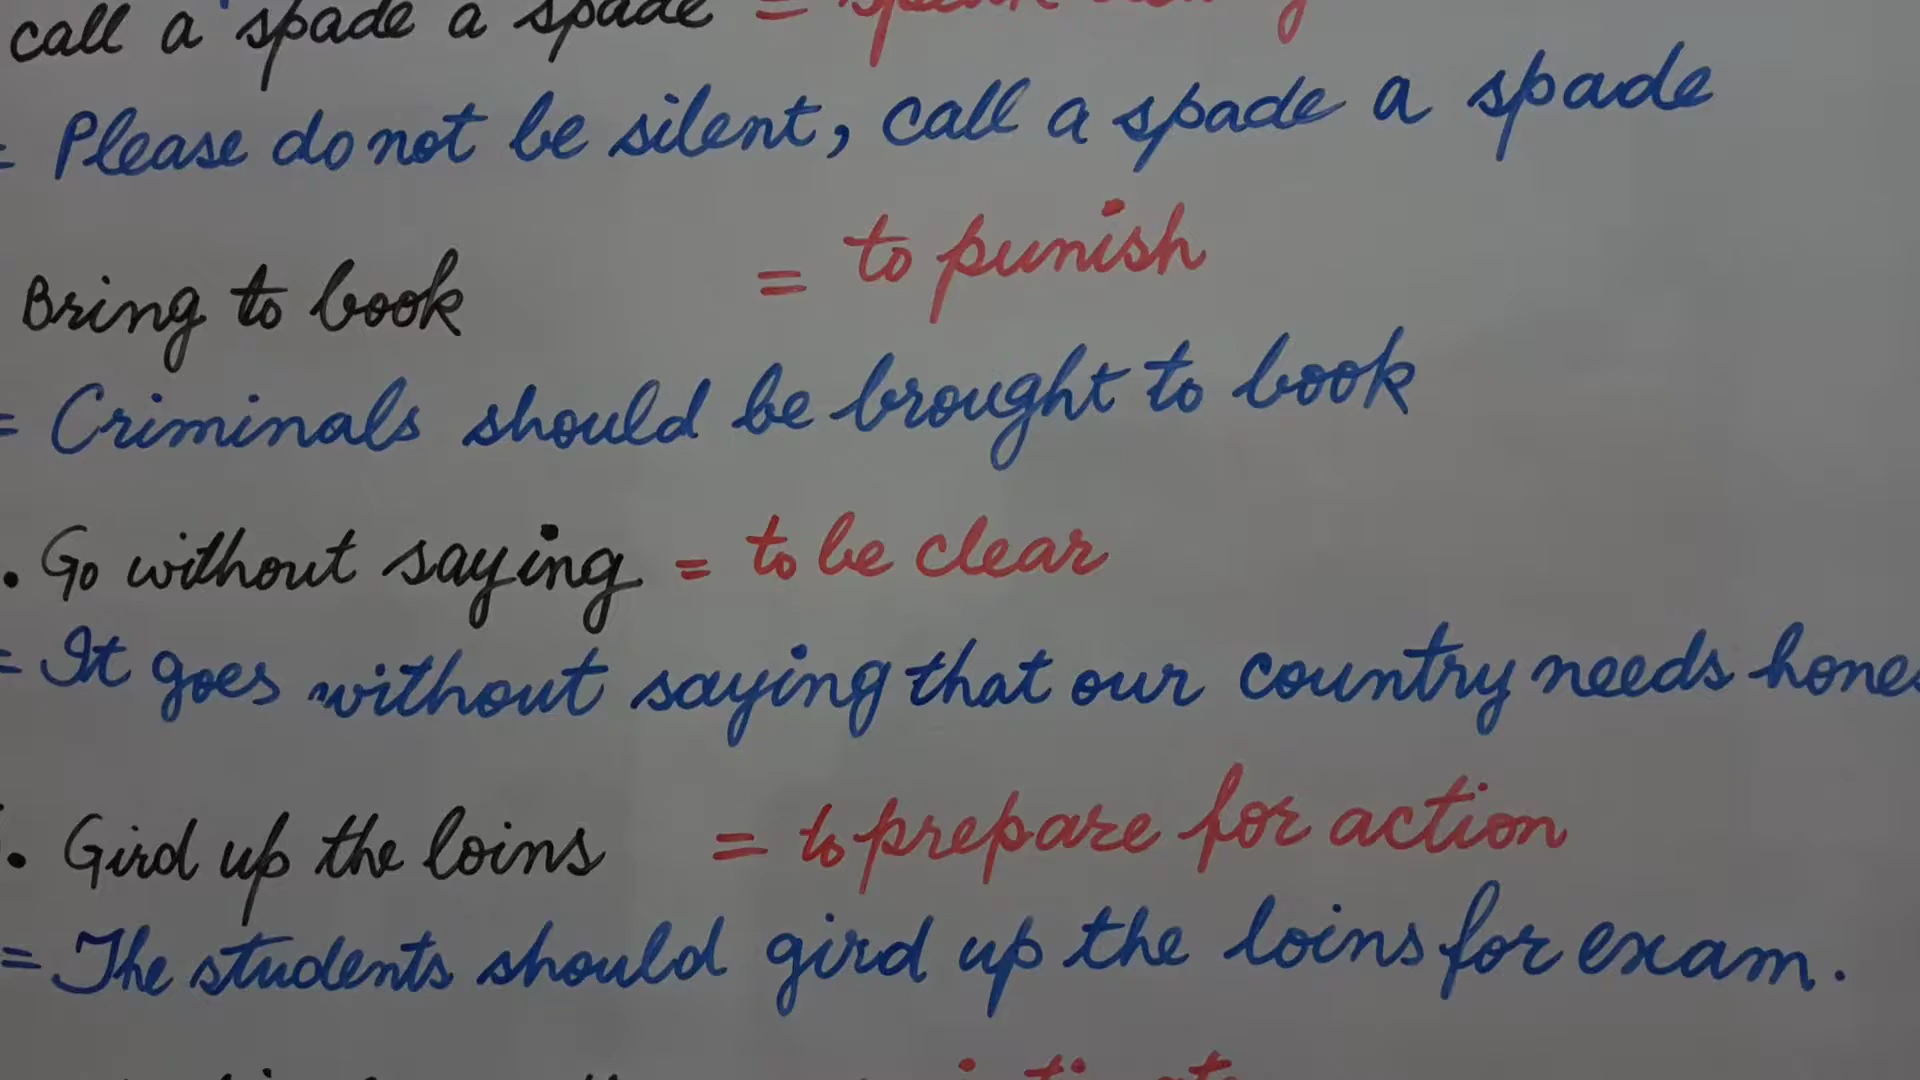 call a spade a spade =
= Please do not be silent, call a spade a spade
Bring to book = to punish
= Criminals should be brought to book
. Go without saying = to be clear
= It goes without saying that our country needs
. Gird up the loins = to prepare for action
= The students should gird up the loins for exam.